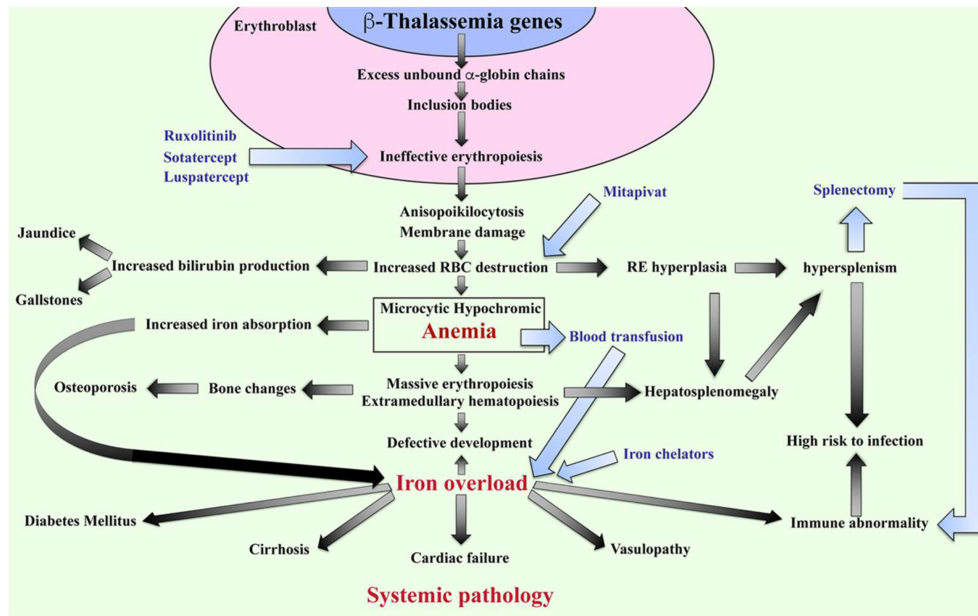 β-Thalassemia genes
Erythroblast
Excess unbound α-globin chains
Inclusion bodies
Ruxolitinib
Sotatercept
Luspatercept
Ineffective erythropoiesis
Mitapivat
Splenectomy
Anisopoikilocytosis
Membrane damage
Jaundice
Increased bilirubin production
Increased RBC destruction
RE hyperplasia
hypersplenism
Gallstones
Microcytic Hypochromic
Anemia
Increased iron absorption
Blood transfusion
Osteoporosis
Bone changes
Massive erythropoiesis
Extramedullary hematopoiesis
Hepatosplenomegaly
Defective development
High risk to infection
Iron chelators
Iron overload
Diabetes Mellitus
Immune abnormality
Cirrhosis
Cardiac failure
Vasulopathy
Systemic pathology